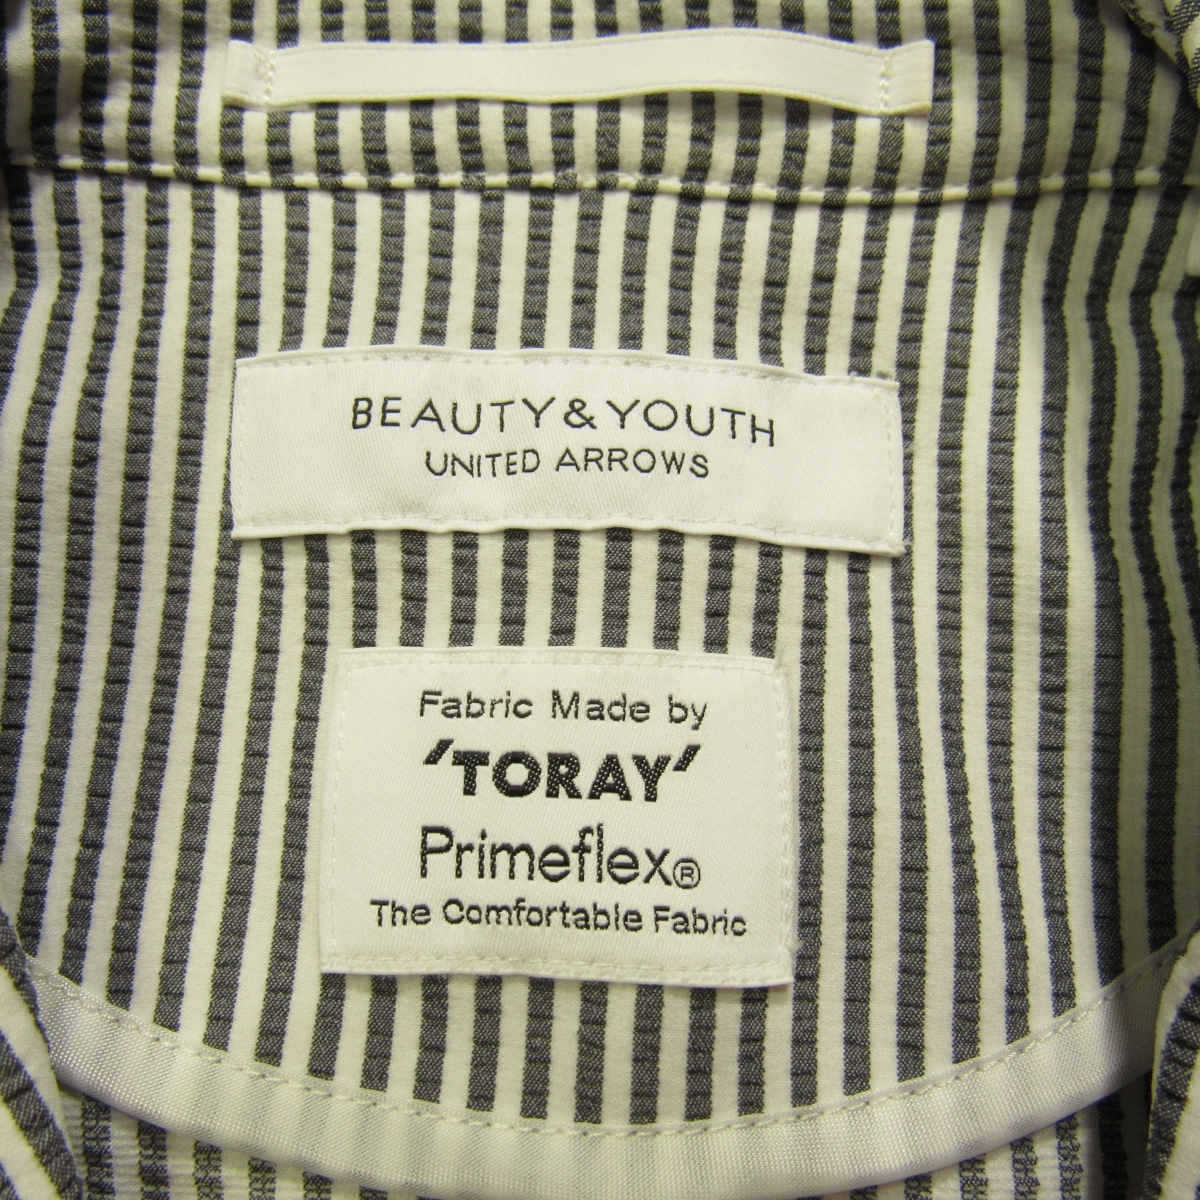 BEAUTY&YOUTH
UNITED ARROWS
Fabric Made by
'TORAY'
Primeflex®
The Comfortable Fabric